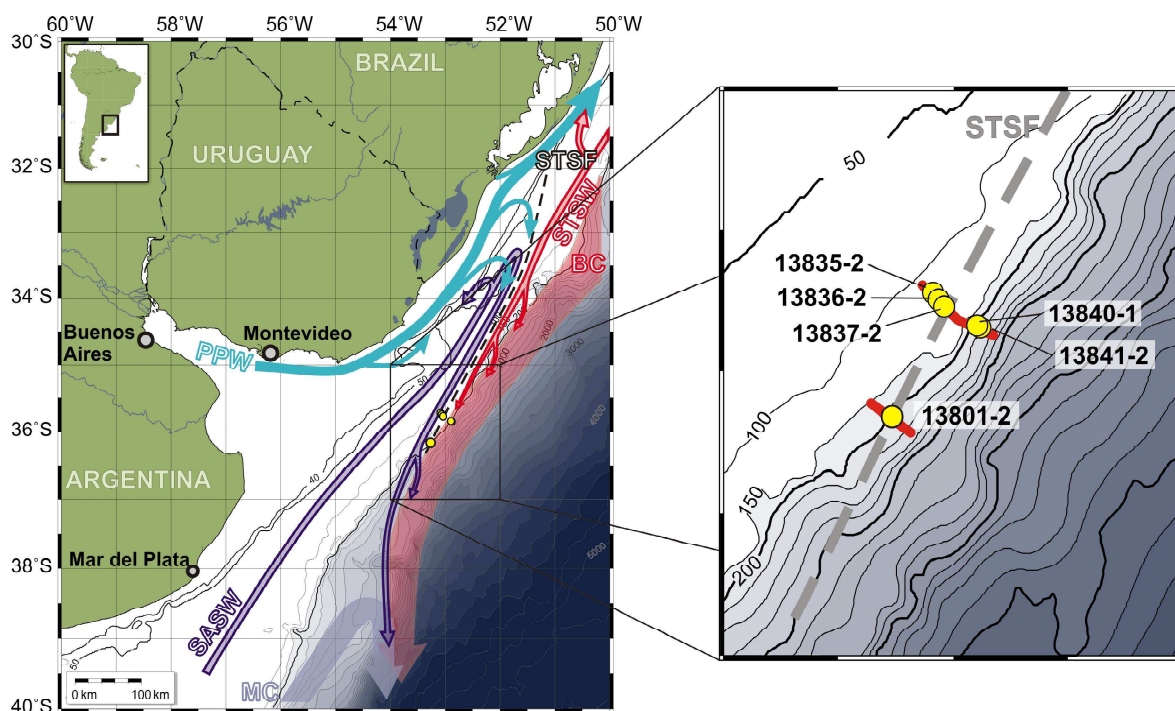 60°W 58°W 56°W 54°W 52°W 50°W
30°S
32°S
34°S
36°S
38°S
40°S
BRAZIL
URUGUAY
ARGENTINA
STSF
STSW
BC
Buenos
Aires
Montevideo
PPW
Mar del Plata
SASW
MC
50
40
50
1000
2000
3000
4000
5000
0 km 100 km
STSF
50
13835-2
13836-2
13837-2
13840-1
13841-2
13801-2
100
150
200